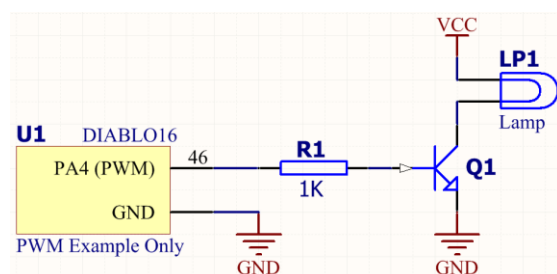 VCC
LP1
Lamp
U1 DIABLO16
PA4 (PWM) 46
R1
1K
Q1
GND
PWM Example Only
GND
GND